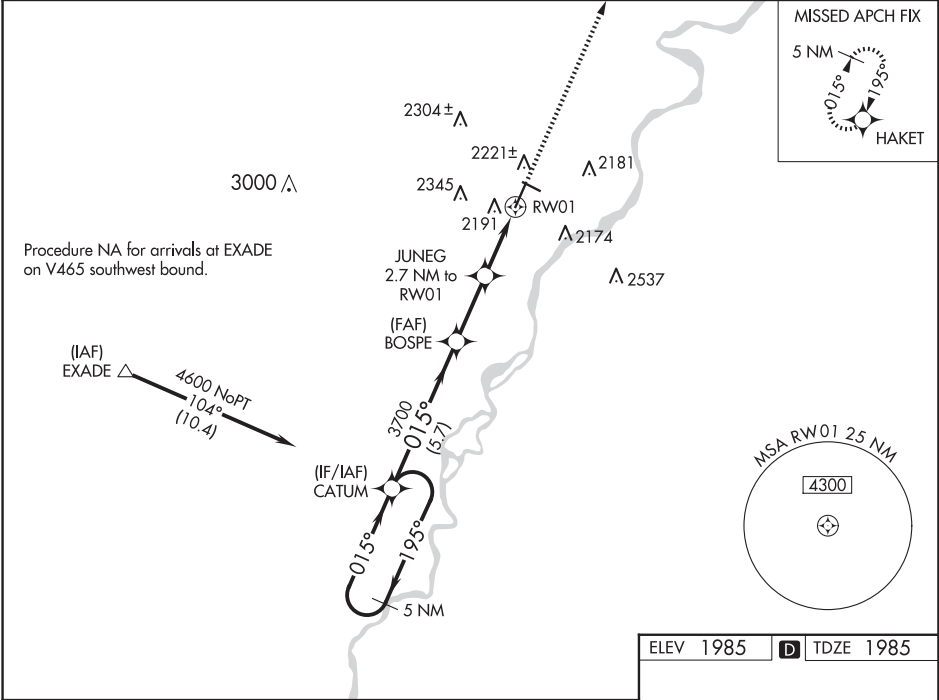 MISSED APCH FIX
5 NM
015°
195°
HAKET
2304±
2221±
2181
3000
2345
2191
RW01
2174
Procedure NA for arrivals at EXADE
on V465 southwest bound.
JUNEG
2.7 NM to
RW01
2537
(FAF)
BOSPE
(IAF)
EXADE
4600 NoPT
104°
(10.4)
3700
015°
(5.7)
(IF/IAF)
CATUM
015°
195°
5 NM
MSA RW01 25 NM
4300
ELEV 1985
D
TDZE 1985